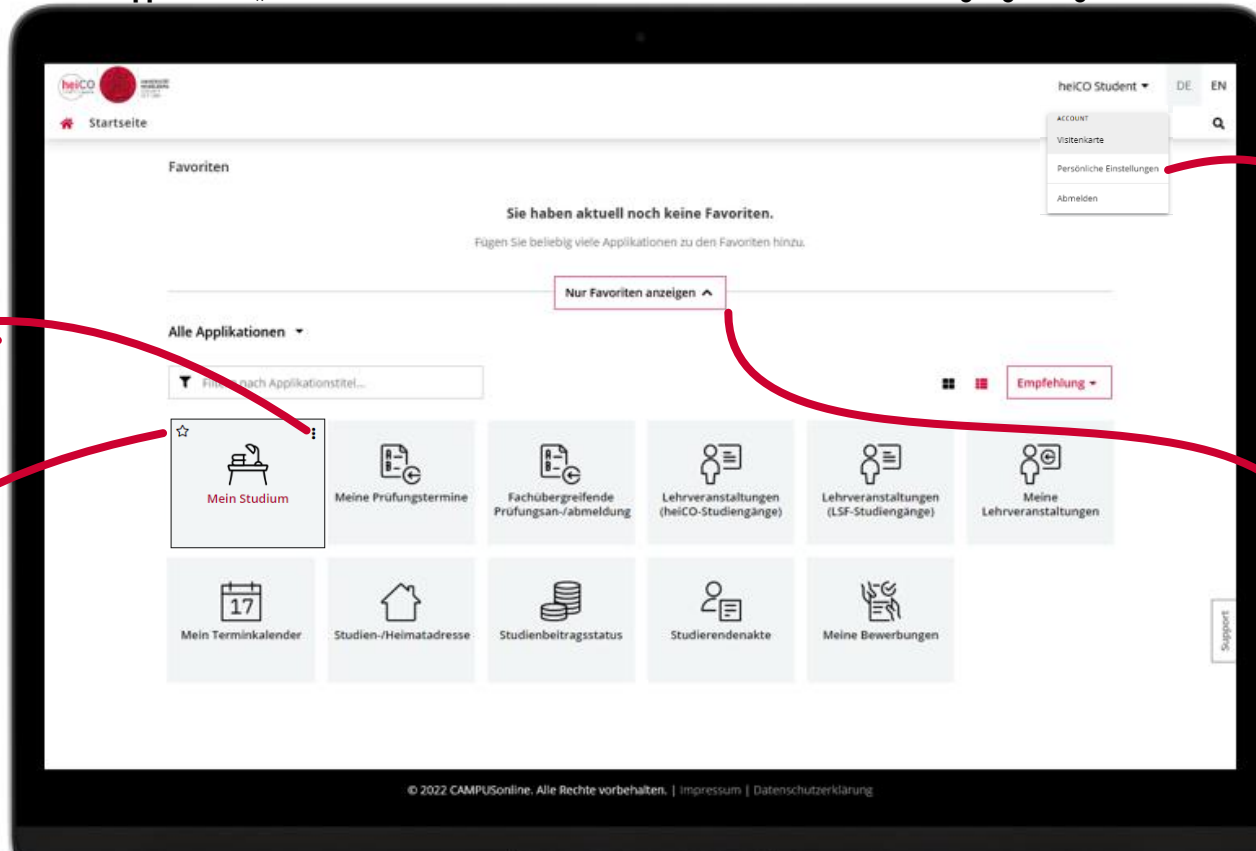 heiCO
heiCO Student
DE
EN
Startseite
ACCOUNT
Visitenkarte
Persönliche Einstellungen
Abmelden
Favoriten
Sie haben aktuell noch keine Favoriten.
Fügen Sie beliebig viele Applikationen zu den Favoriten hinzu.
Nur Favoriten anzeigen
Alle Applikationen
nach Applikationstitel...
Empfehlung
Mein Studium
Meine Prüfungstermine
Fachübergreifende
Prüfungsan-/abmeldung
Lehrveranstaltungen
(heiCO-Studiengänge)
Lehrveranstaltungen
(LSF-Studiengänge)
Meine
Lehrveranstaltungen
17
Mein Terminkalender
Studien-/Heimatadresse
Studienbeitragsstatus
Studierendenakte
Meine Bewerbungen
Support
© 2022 CAMPUSonline. Alle Rechte vorbehalten. | Impressum | Datenschutzerklärung